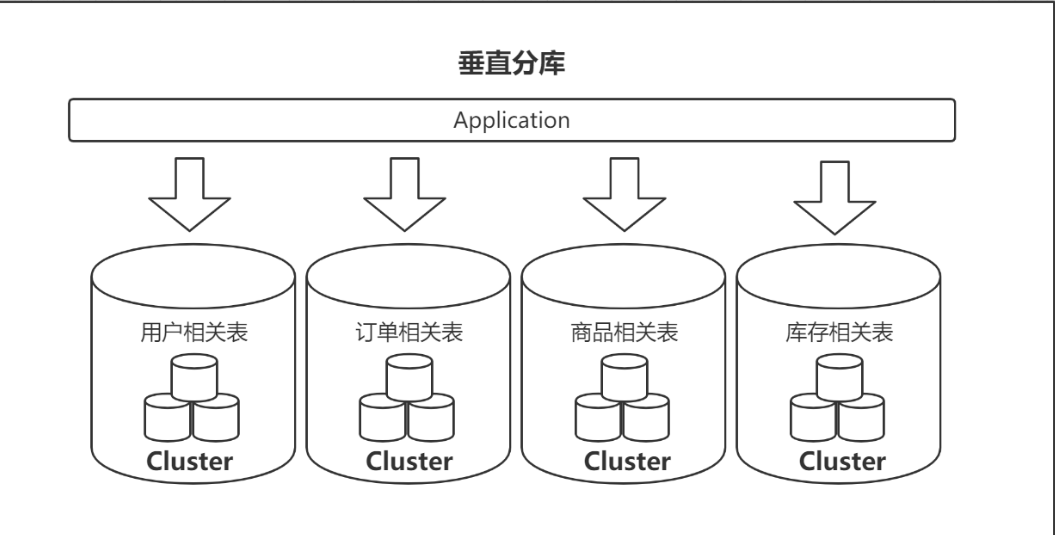 垂直分库
Application
用户相关表
订单相关表
商品相关表
库存相关表
Cluster
Cluster
Cluster
Cluster